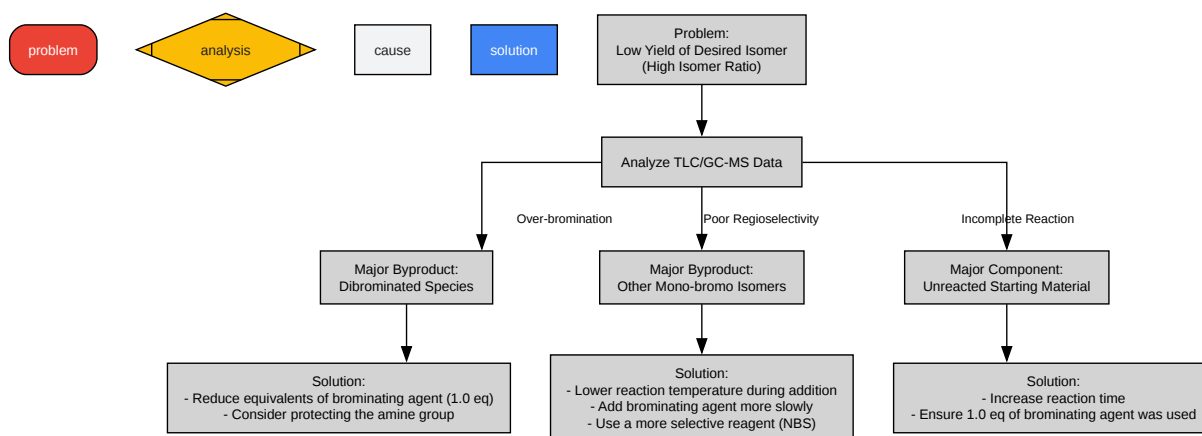 problem
analysis
cause
solution
Problem:
Low Yield of Desired Isomer
(High Isomer Ratio)
Analyze TLC/GC-MS Data
Over-bromination
Poor Regioselectivity
Incomplete Reaction
Major Byproduct:
Dibrominated Species
Major Byproduct:
Other Mono-bromo Isomers
Major Component:
Unreacted Starting Material
Solution:
- Reduce equivalents of brominating agent (1.0 eq)
- Consider protecting the amine group
Solution:
- Lower reaction temperature during addition
- Add brominating agent more slowly
- Use a more selective reagent (NBS)
Solution:
- Increase reaction time
- Ensure 1.0 eq of brominating agent was used